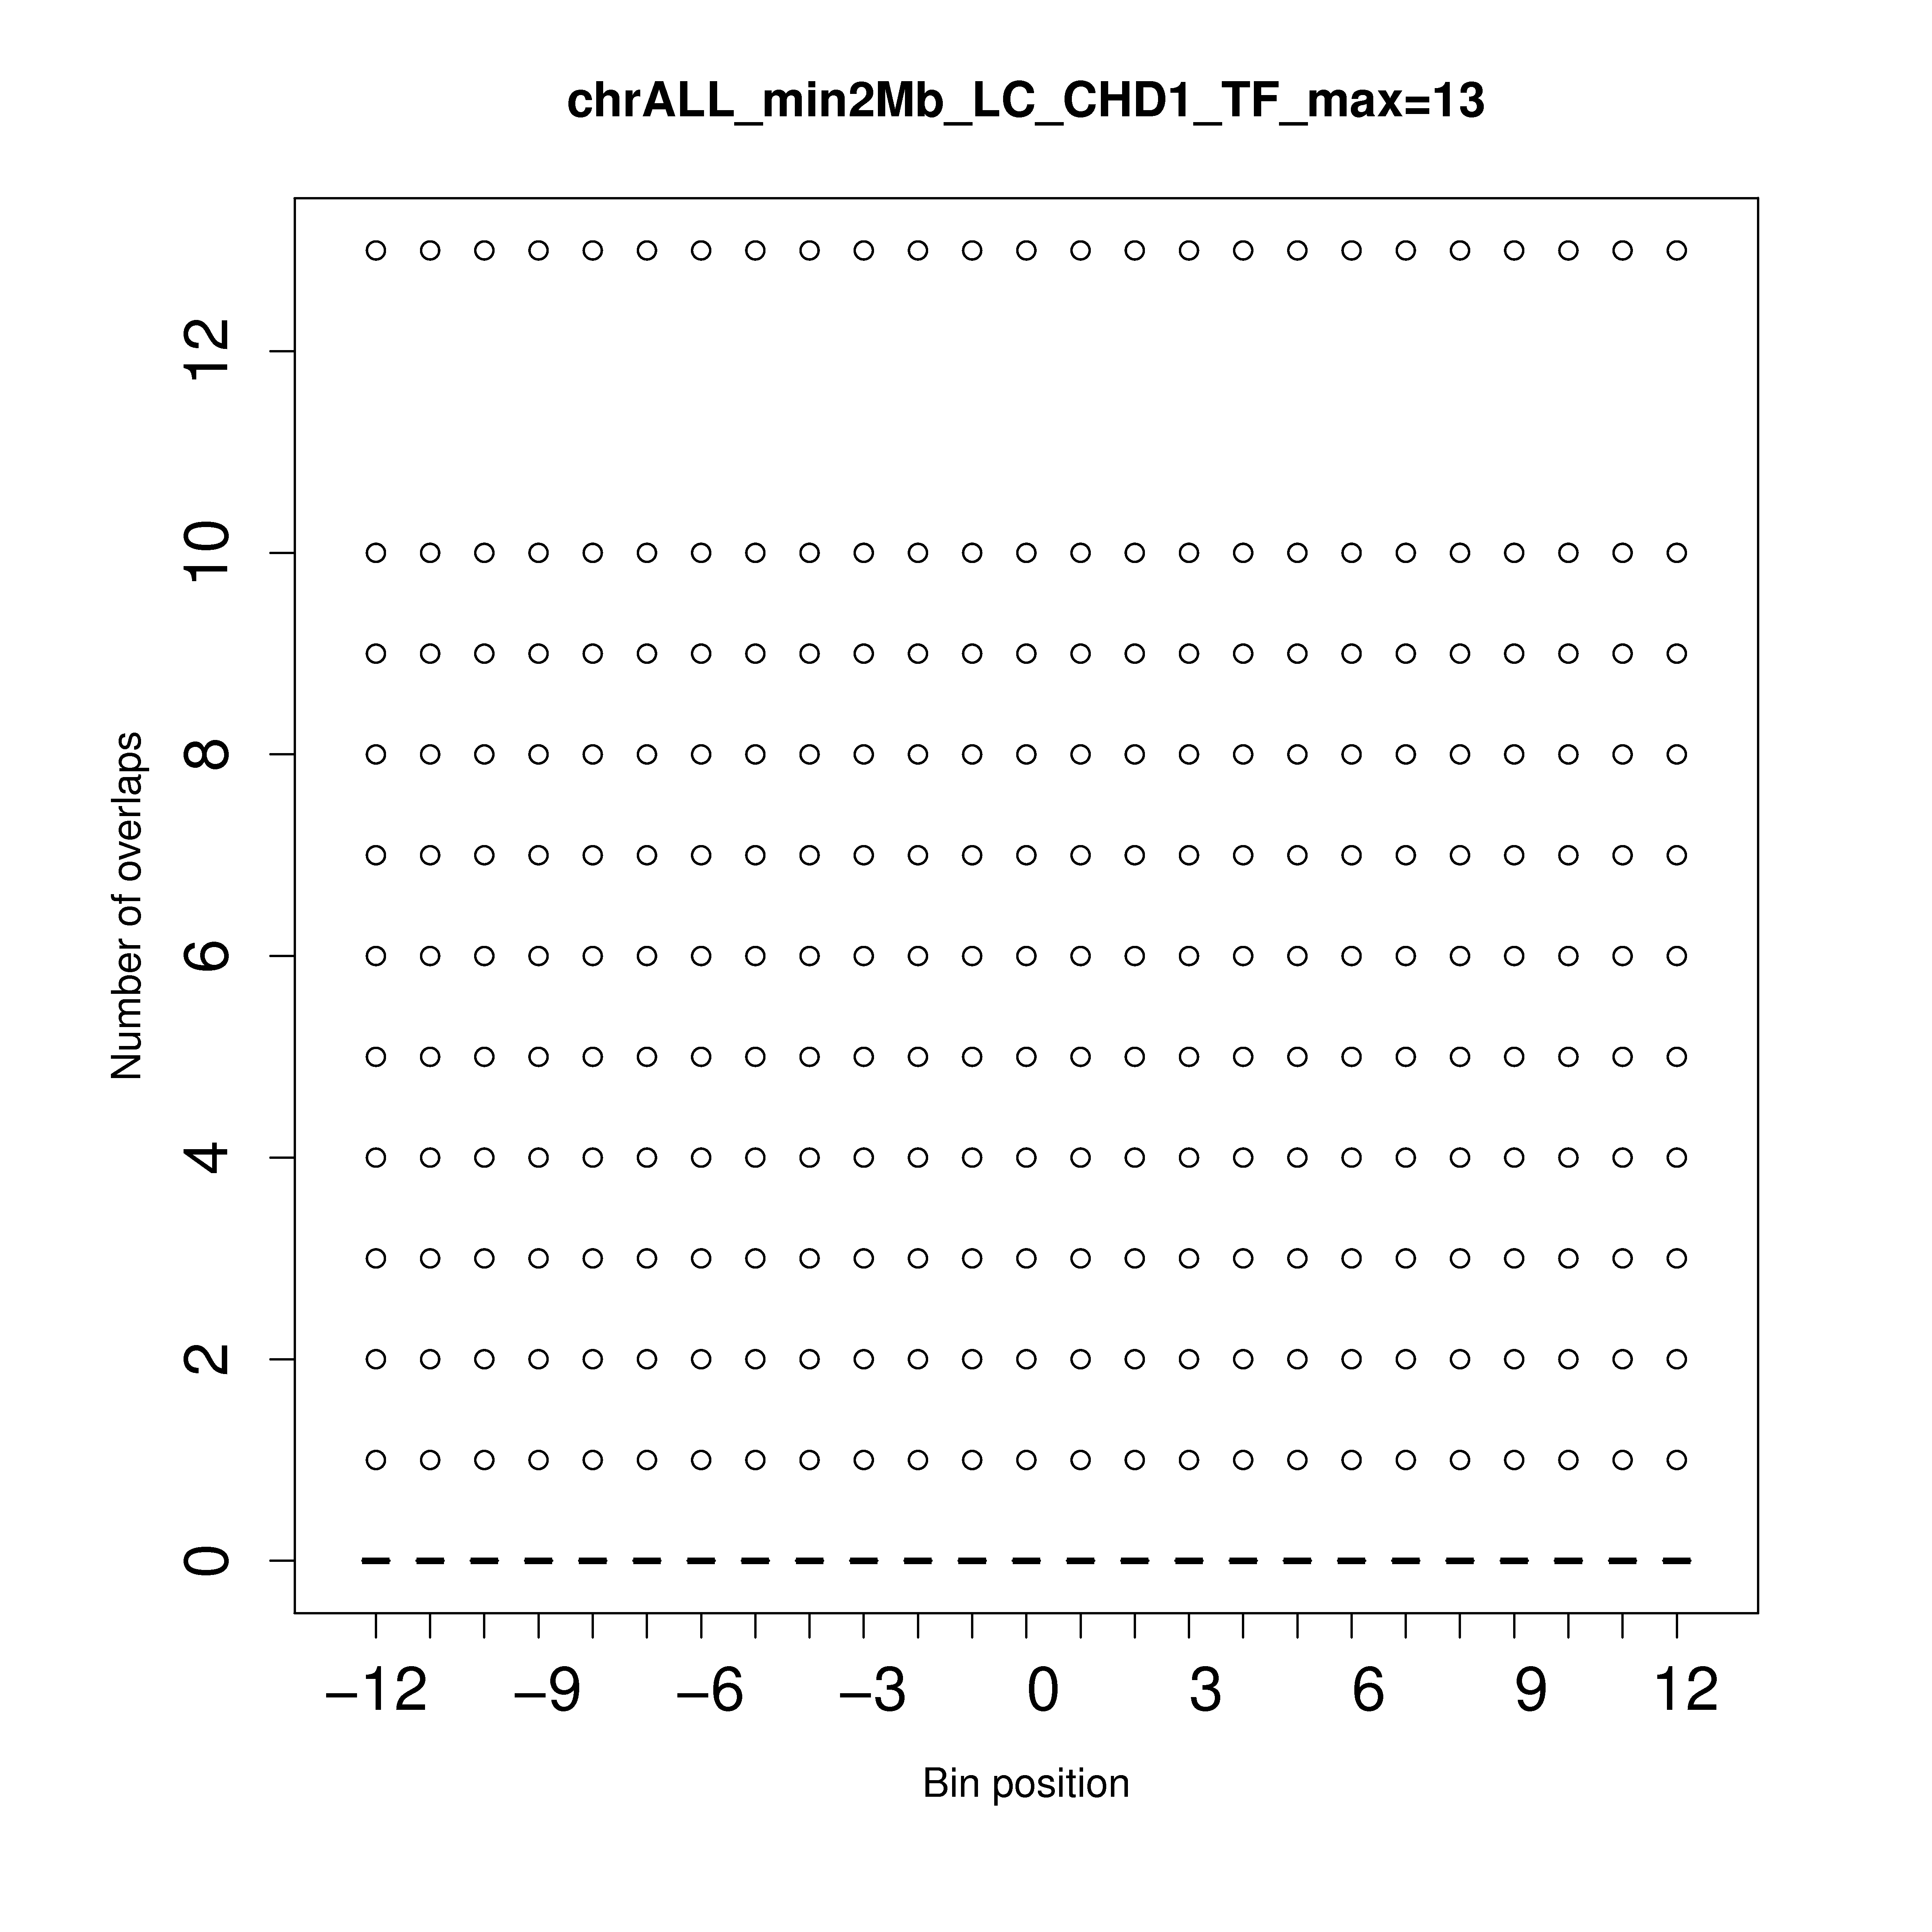 chrALL_min2Mb_LC_CHD1_TF_max=13
Number of overlaps
12
10
8
6
4
2
0
−12 −9 −6 −3 0 3 6 9 12
Bin position